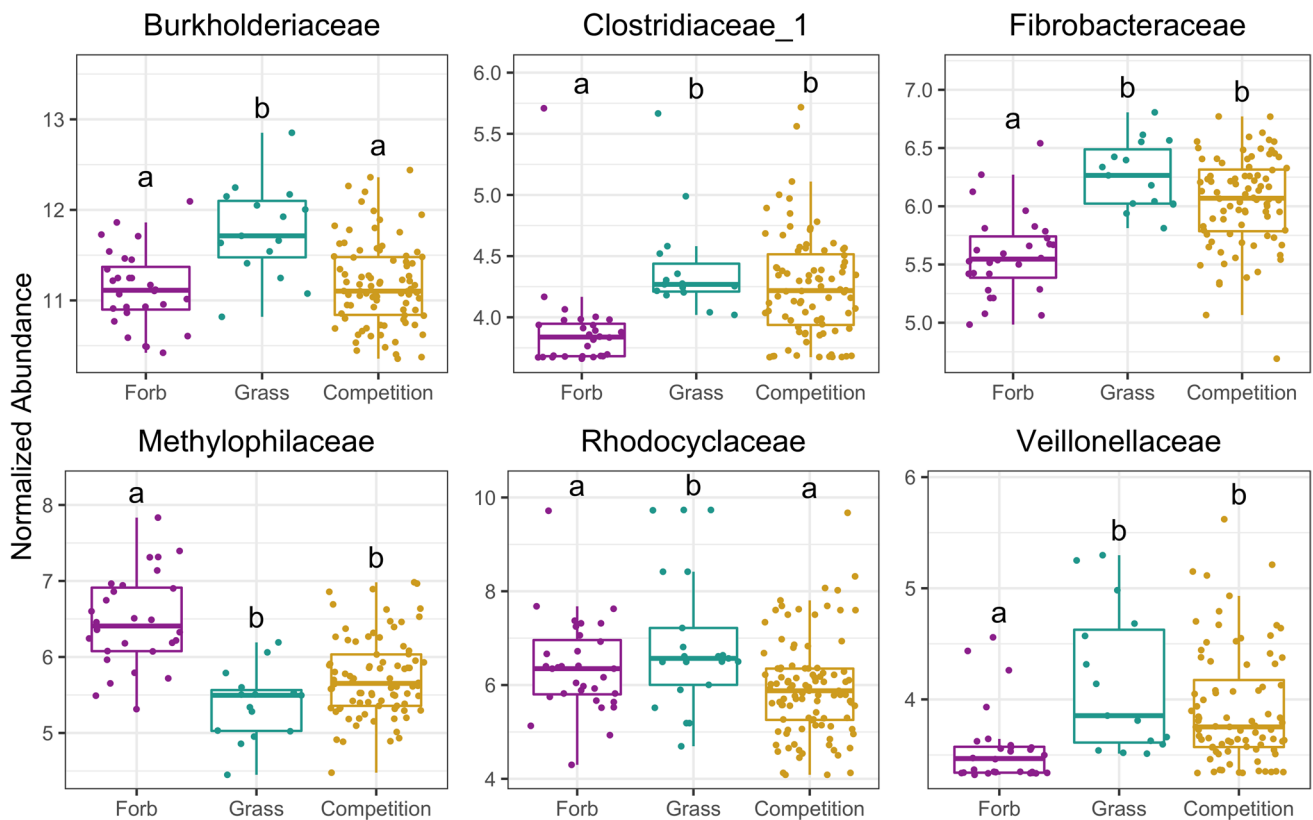 Burkholderiaceae
Clostridiaceae_1
Fibrobacteraceae
a
b
a
a
b
b
a
b
b
13
12
11
6.0
5.5
5.0
4.5
4.0
7.0
6.5
6.0
5.5
5.0
Forb
Grass
Competition
Forb
Grass
Competition
Forb
Grass
Competition
Normalized Abundance
Methylophilaceae
Rhodocyclaceae
Veillonellaceae
a
b
b
a
b
a
a
b
b
8
7
6
5
10
8
6
4
6
5
4
Forb
Grass
Competition
Forb
Grass
Competition
Forb
Grass
Competition